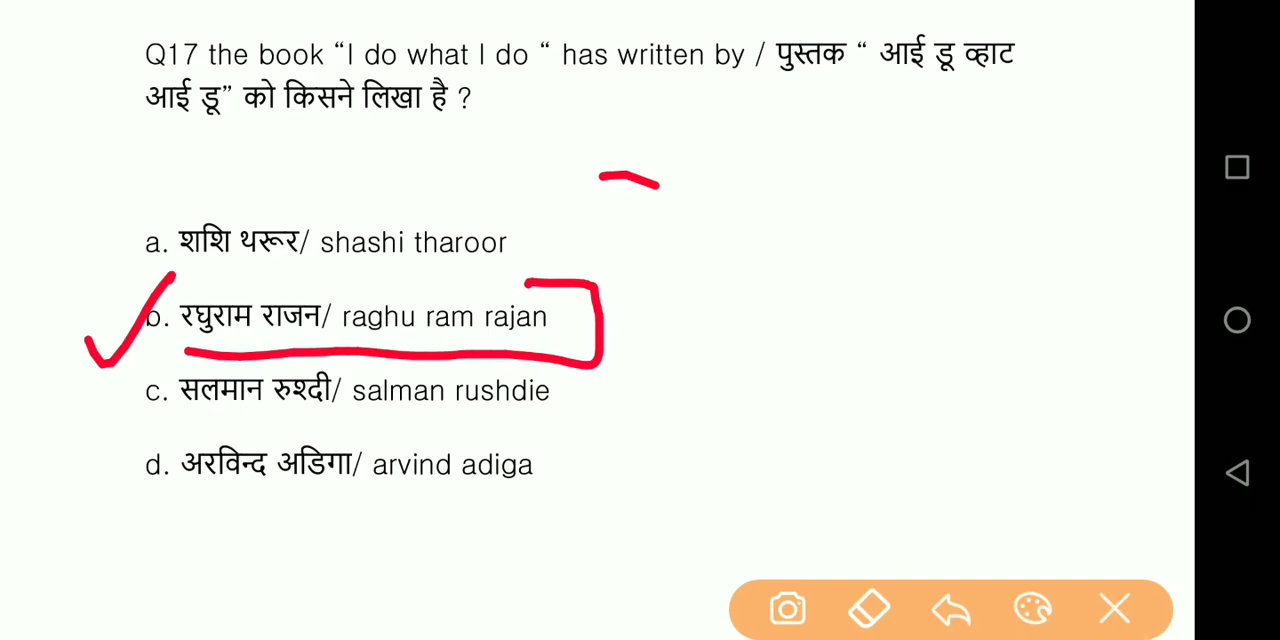 Q17 the book “I do what I do “ has written by / पुस्तक “ आई डू व्हाट
आई डू” को किसने लिखा है ?
a. शशि थरूर/ shashi tharoor
b. रघुराम राजन/ raghu ram rajan
c. सलमान रुश्दी/ salman rushdie
d. अरविन्द अडिगा/ arvind adiga